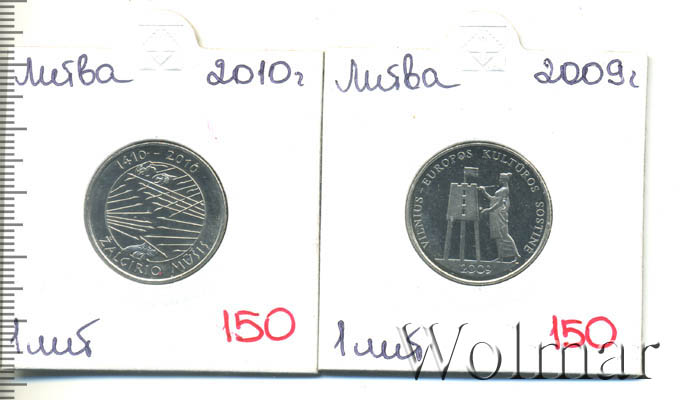 Литва 2010г
1410 - 2010
ŽALGIRIO MŪŠIS
1 лит 150
Литва 2009г
VILNIUS - EUROPOS KULTŪROS SOSTINĖ
2009
1 лит 150
Wolmar